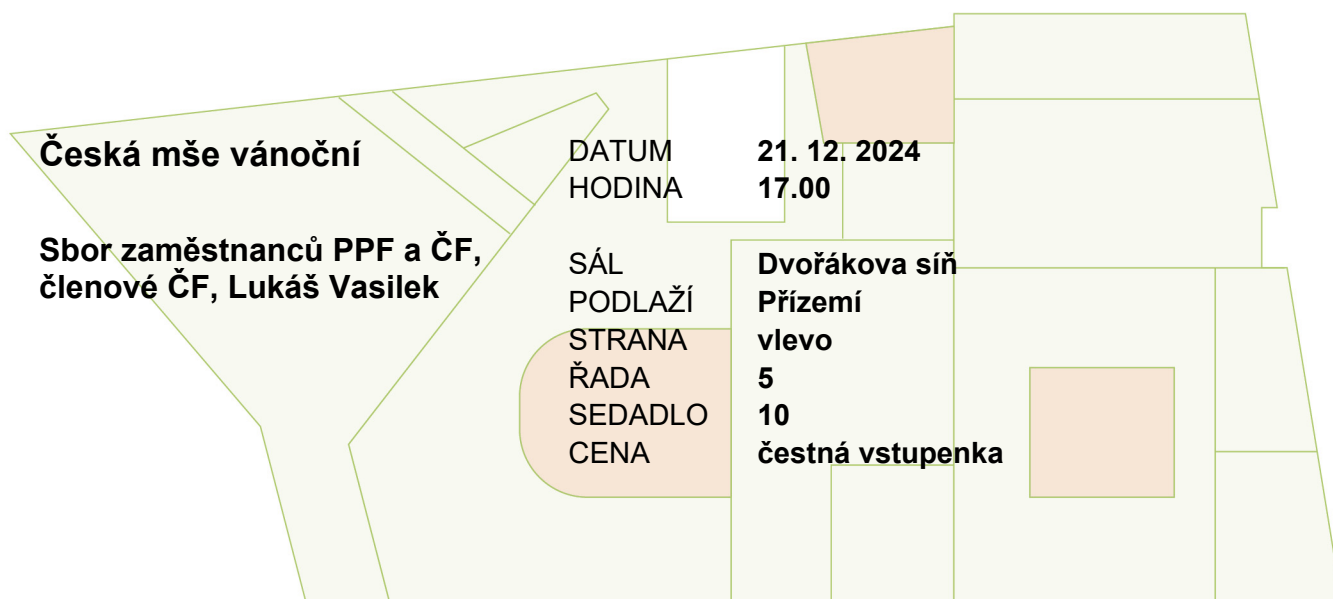 Česká mše vánoční
Sbor zaměstnanců PPF a ČF,
členové ČF, Lukáš Vasilek
DATUM 21. 12. 2024
HODINA 17.00
SÁL Dvořákova síň
PODLAŽÍ Přízemí
STRANA vlevo
ŘADA 5
SEDADLO 10
CENA čestná vstupenka